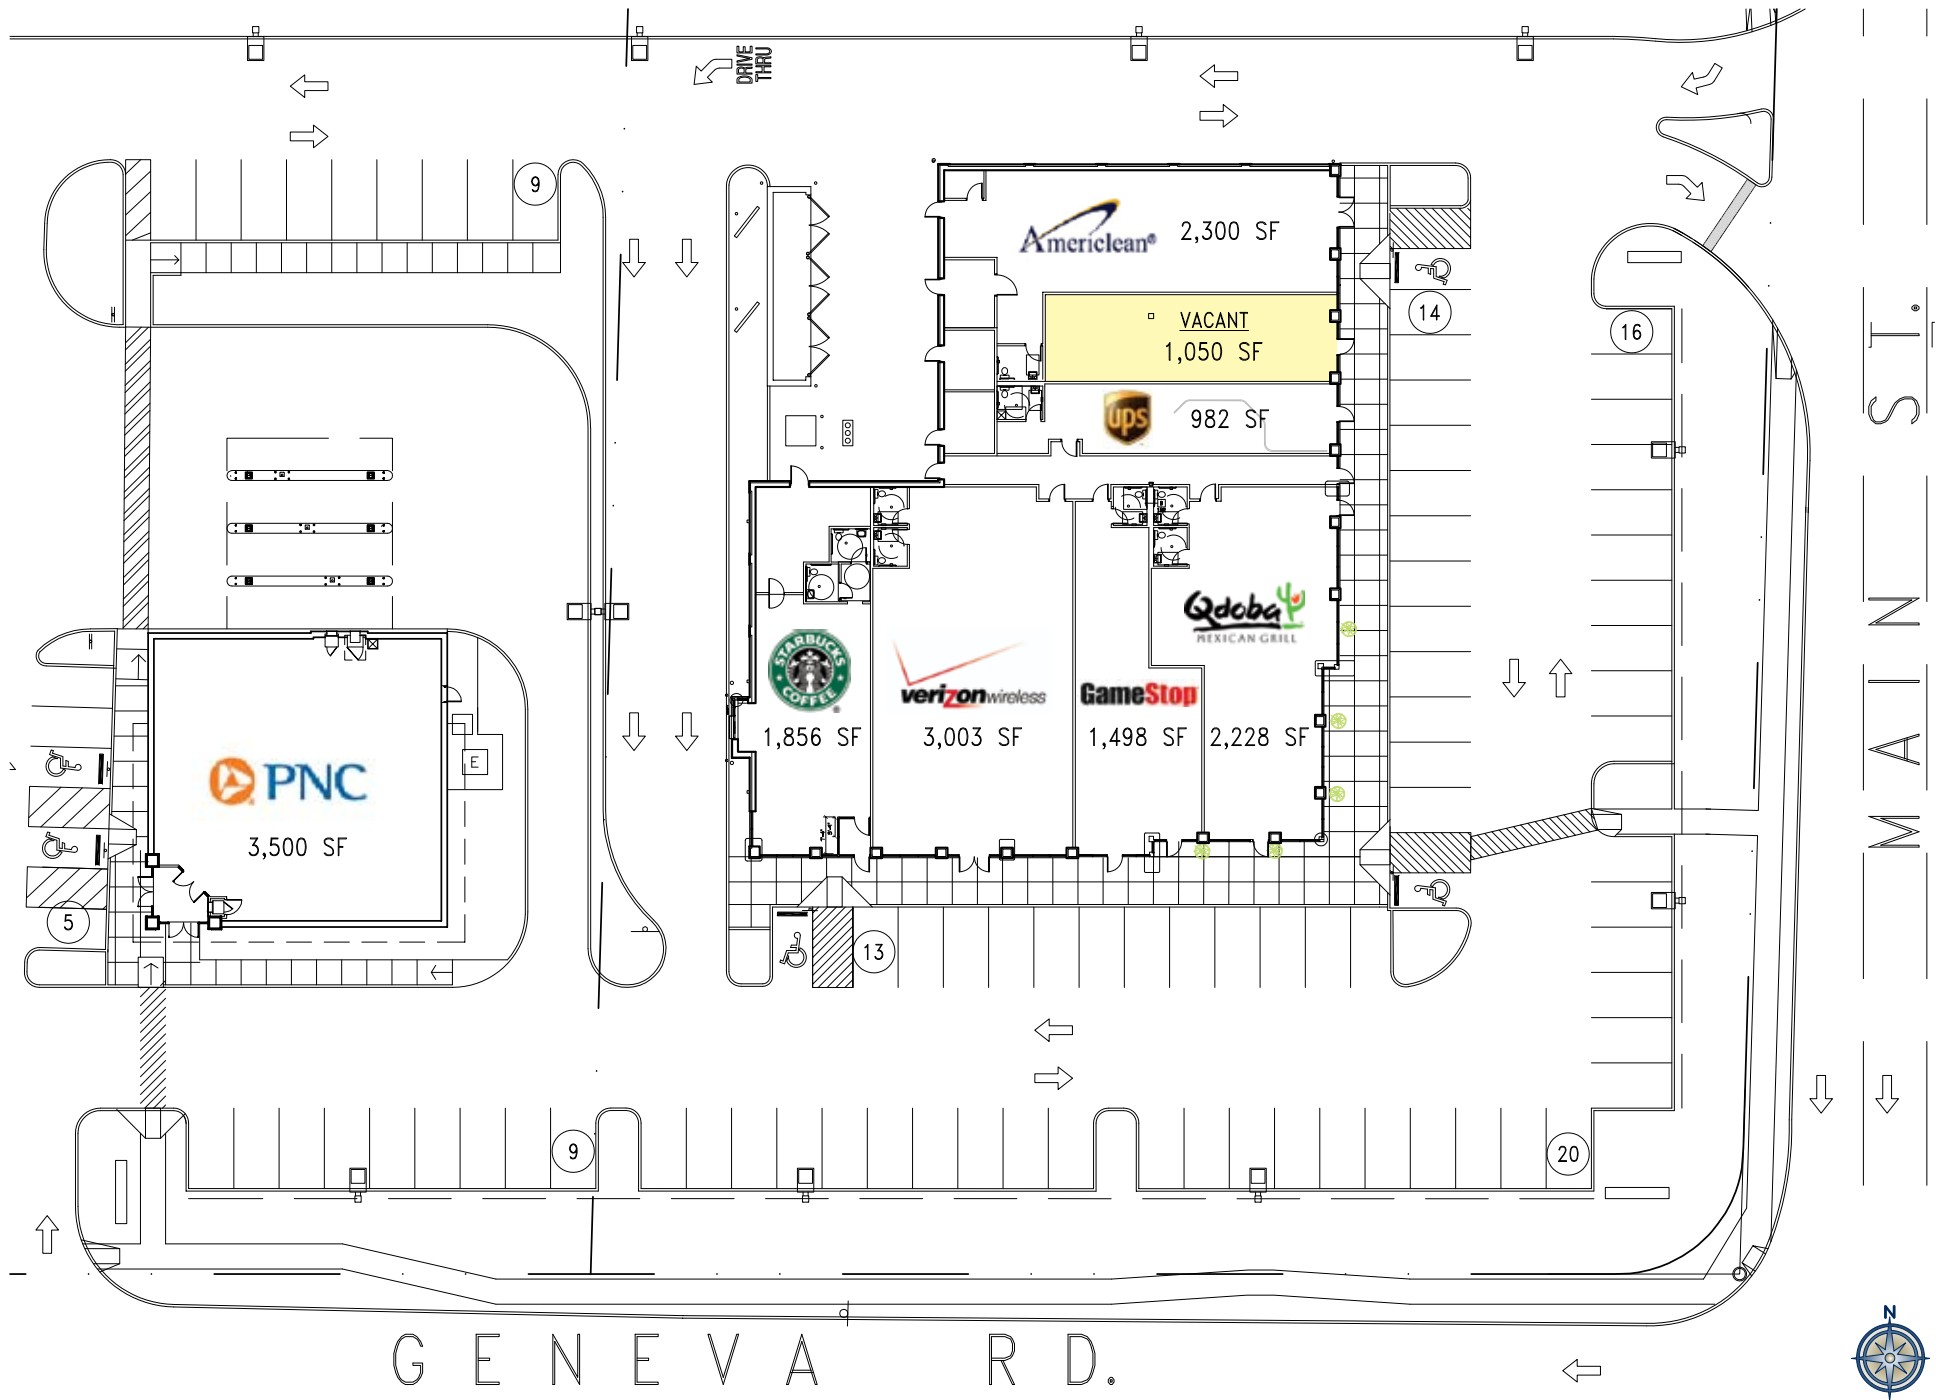 DRIVE
THRU
9
Americlean®
2,300 SF
VACANT
1,050 SF
14
16
ups
982 SF
MAIN ST.
Qdoba
MEXICAN GRILL
STARBUCKS
COFFEE
verizonwireless
GameStop
1,856 SF
3,003 SF
1,498 SF
2,228 SF
E
PNC
3,500 SF
5
13
9
20
GENEVA RD.
N